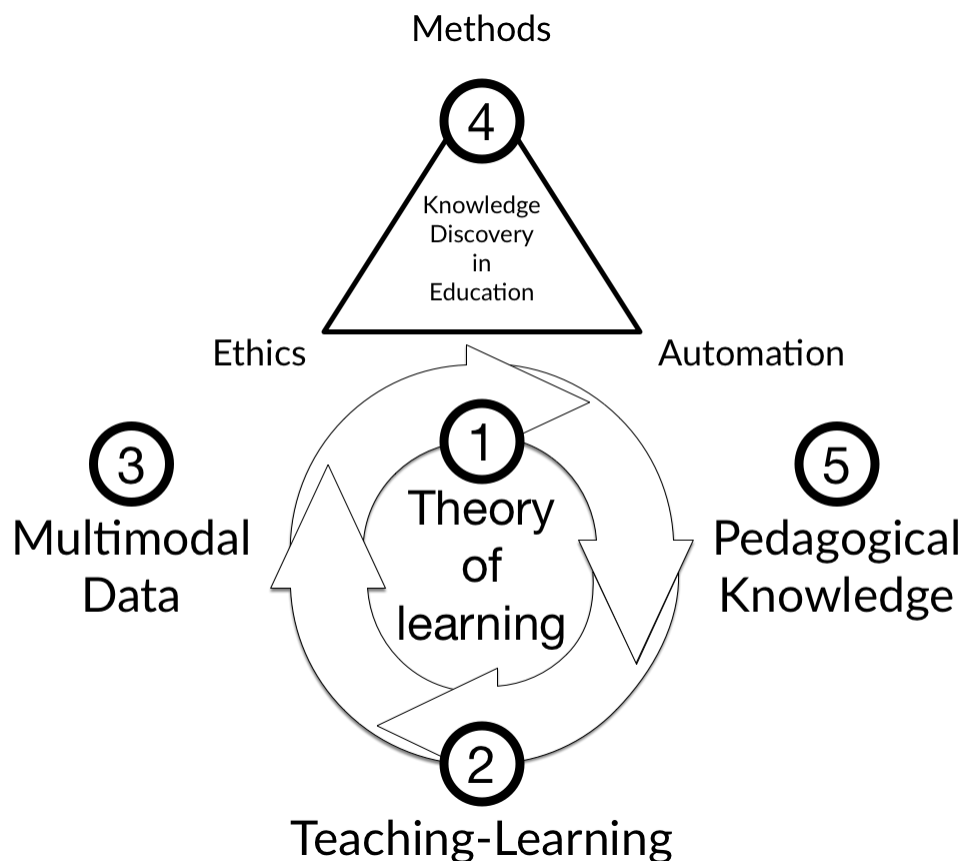 Methods
4
Knowledge
Discovery
in
Education
Ethics
Automation
3
Multimodal
Data
1
Theory
of
learning
5
Pedagogical
Knowledge
2
Teaching-Learning